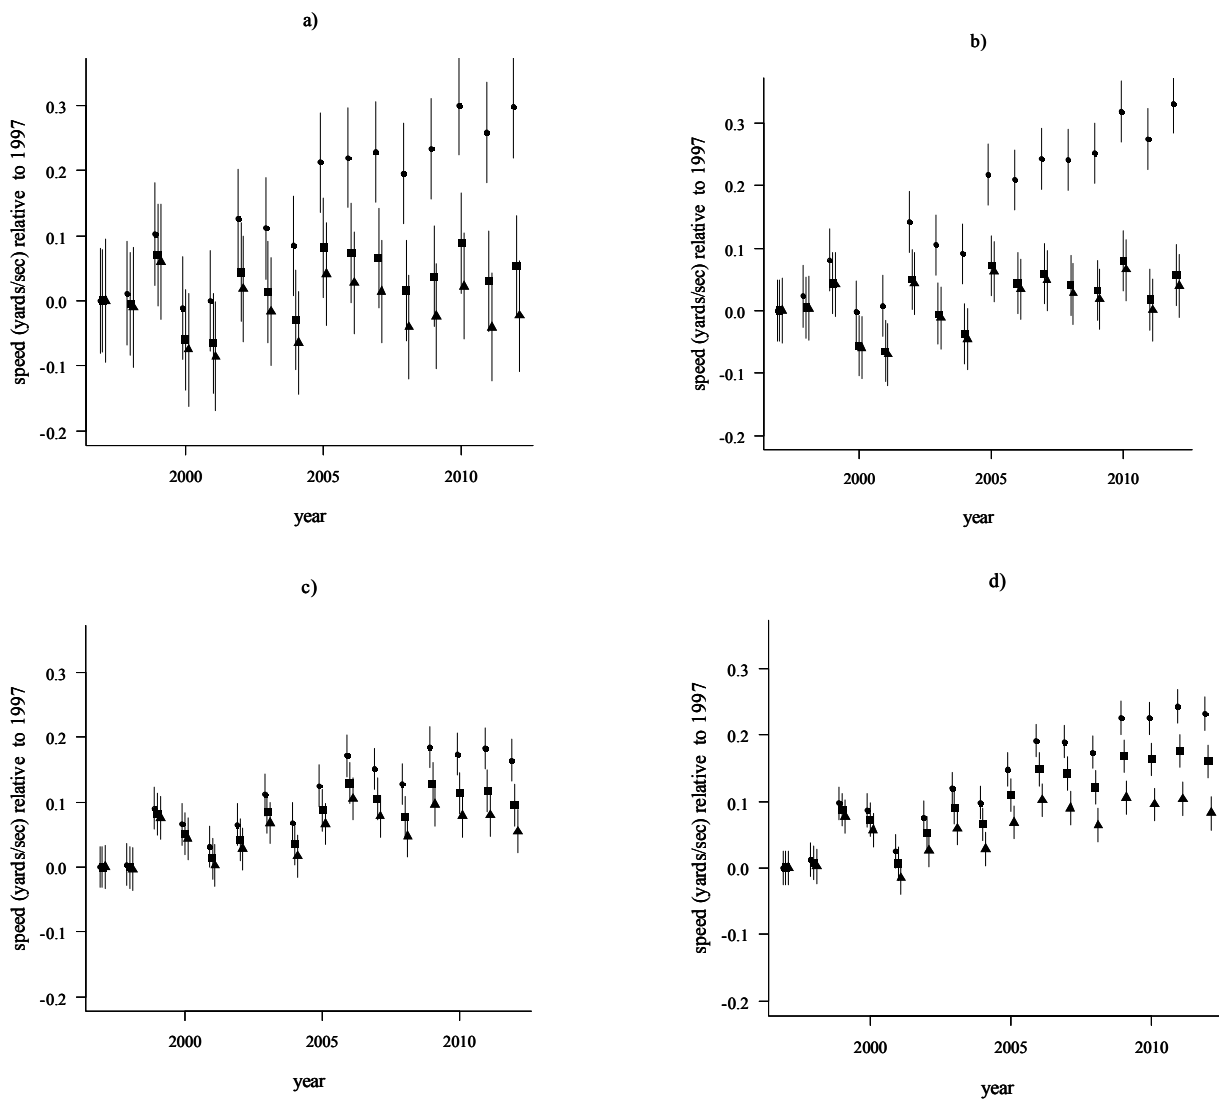 a)
0.3
0.2
0.1
0.0
-0.1
-0.2
speed (yards/sec) relative to 1997
2000 2005 2010
year
b)
0.3
0.2
0.1
0.0
-0.1
-0.2
speed (yards/sec) relative to 1997
2000 2005 2010
year
c)
0.3
0.2
0.1
0.0
-0.1
-0.2
speed (yards/sec) relative to 1997
2000 2005 2010
year
d)
0.3
0.2
0.1
0.0
-0.1
-0.2
speed (yards/sec) relative to 1997
2000 2005 2010
year